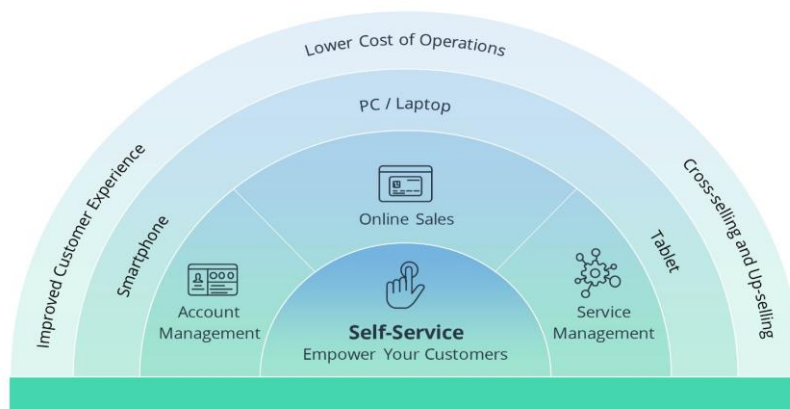 Lower Cost of Operations
Improved Customer Experience
Cross-selling and Up-selling
PC / Laptop
Smartphone
Tablet
Online Sales
Account
Management
Service
Management
Self-Service
Empower Your Customers